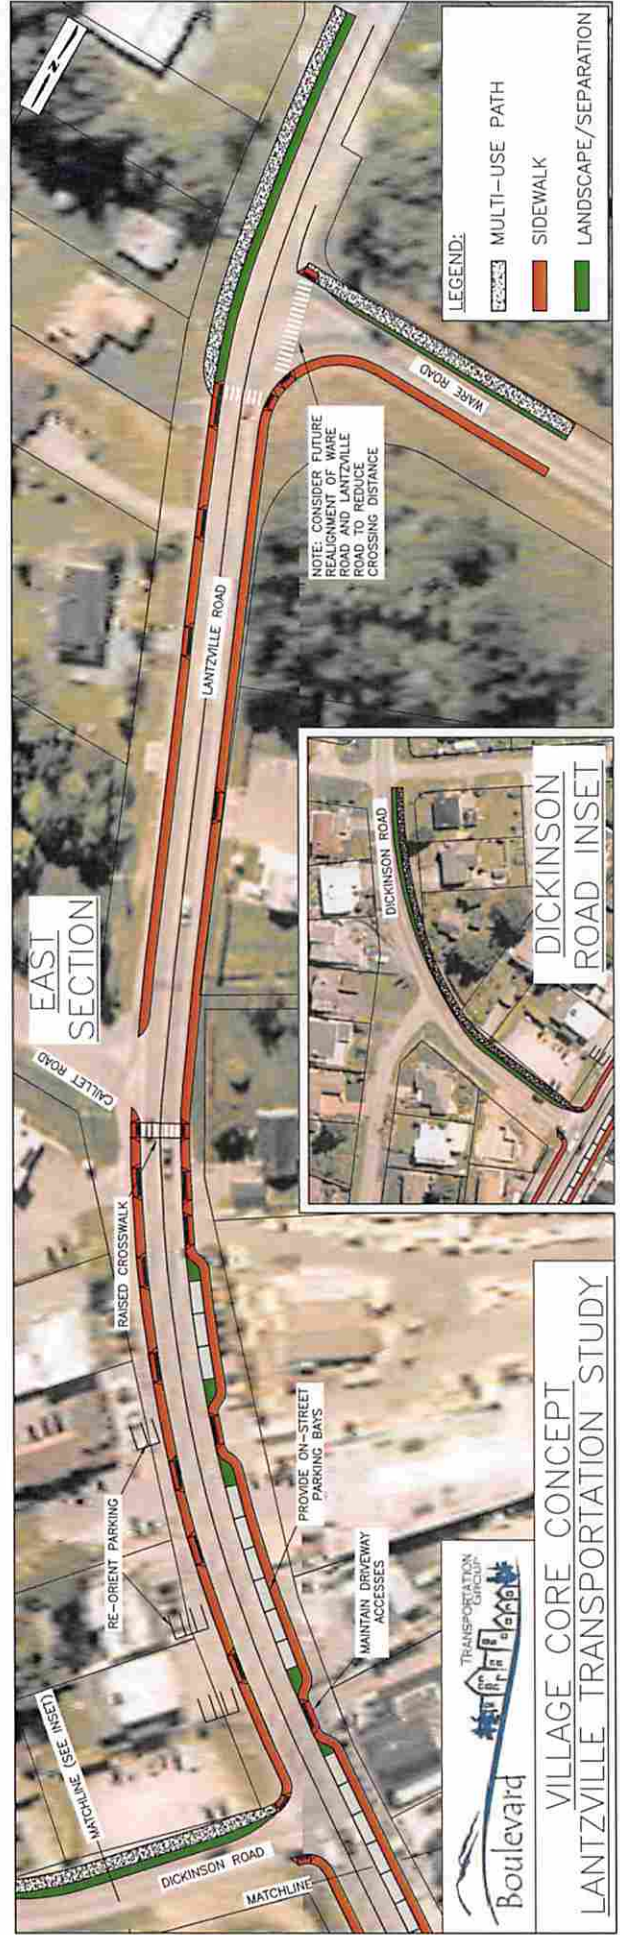 N
EAST
SECTION
CAILLET ROAD
RAISED CROSSWALK
RE-ORIENT PARKING
MATCHLINE (SEE INSET)
DICKINSON ROAD
MATCHLINE
MAINTAIN DRIVEWAY
ACCESSES
PROVIDE ON-STREET
PARKING BAYS
LANTZVILLE ROAD
NOTE: CONSIDER FUTURE
REALIGNMENT OF WARE
ROAD AND LANTZVILLE
ROAD TO REDUCE
CROSSING DISTANCE
WARE ROAD
LEGEND:
MULTI-USE PATH
SIDEWALK
LANDSCAPE/SEPARATION
DICKINSON ROAD
DICKINSON
ROAD INSET
Boulevard
TRANSPORTATION
GROUP
VILLAGE CORE CONCEPT
LANTZVILLE TRANSPORTATION STUDY